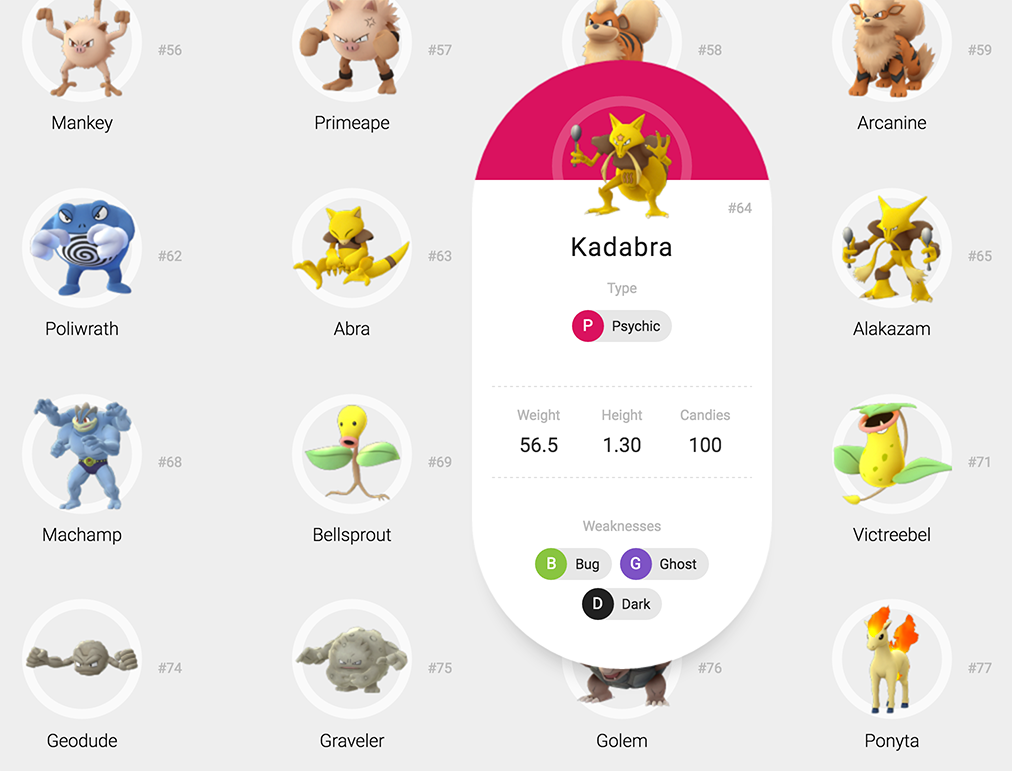 #56
#57
#58
#59
Mankey
Primeape
Arcanine
#62
#63
#64
#65
Kadabra
Type
P Psychic
Poliwrath
Abra
Alakazam
Weight
Height
Candies
56.5
1.30
100
#68
#69
#71
Machamp
Bellsprout
Victreebel
Weaknesses
B Bug
G Ghost
D Dark
#74
#75
#76
#77
Geodude
Graveler
Golem
Ponyta